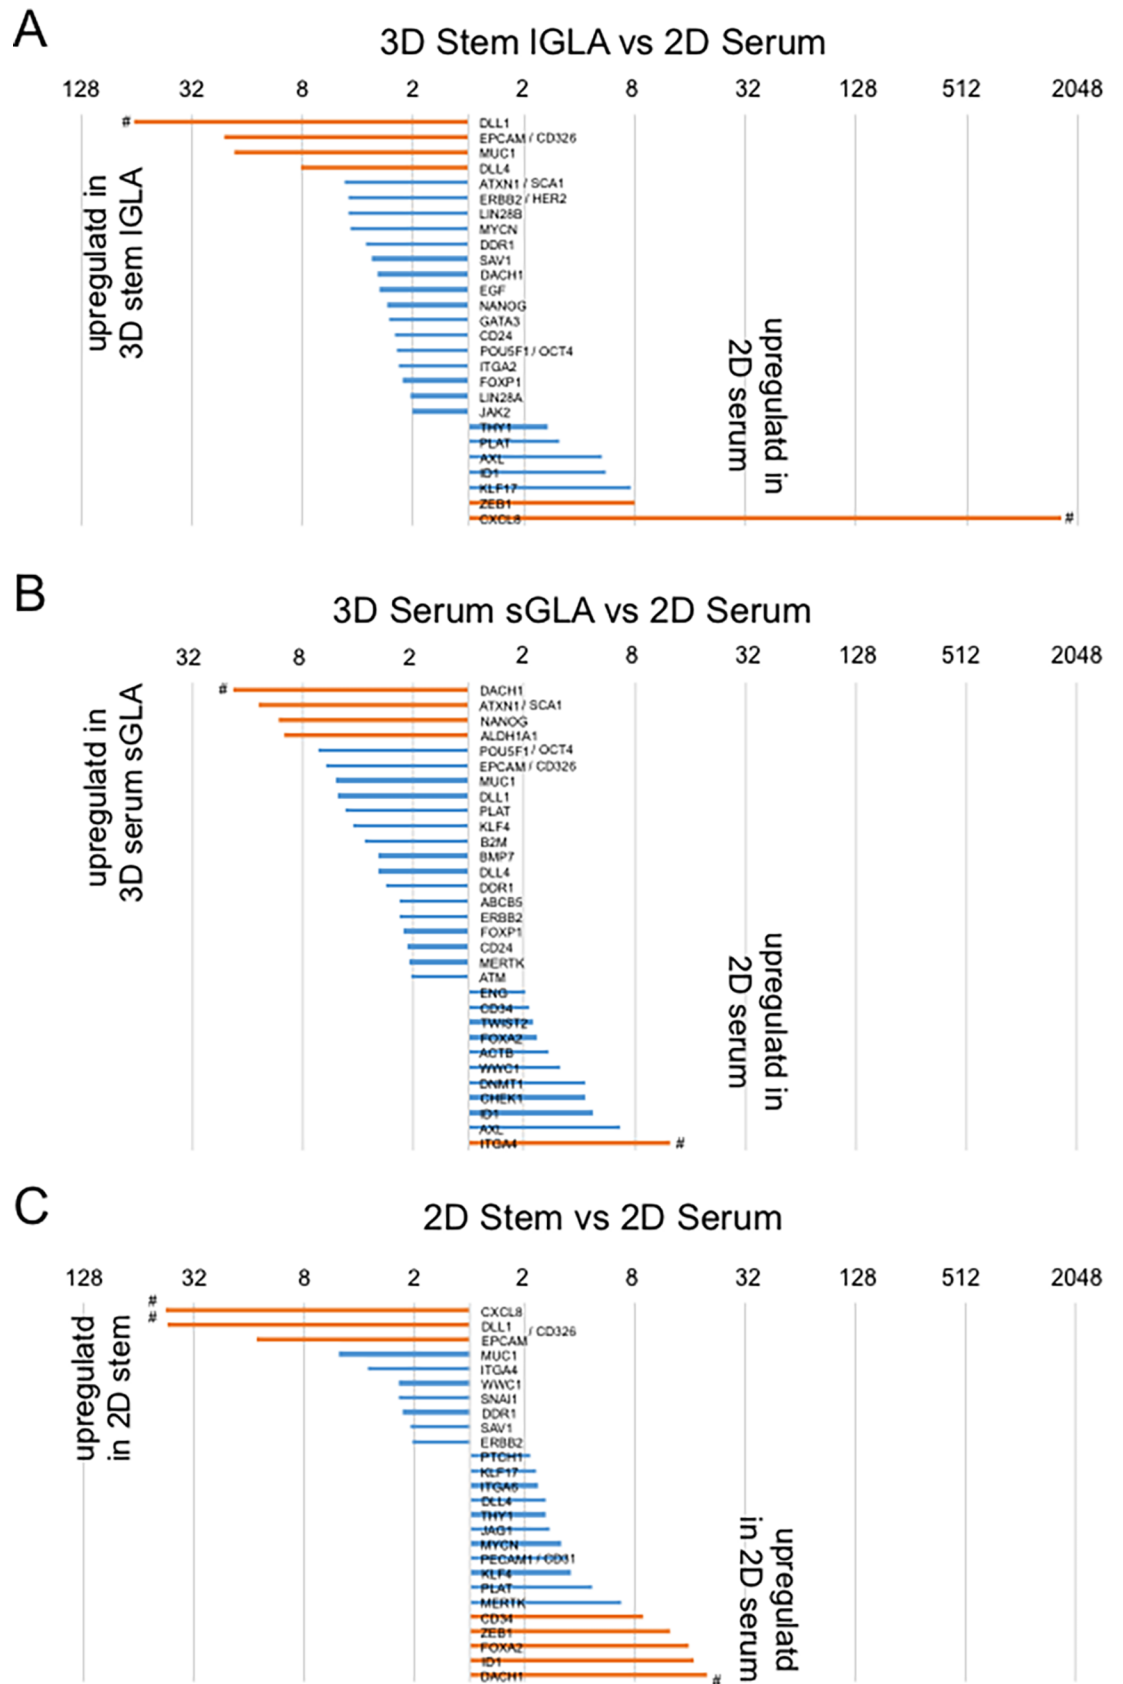 A
3D Stem lGLA vs 2D Serum
128 32 8 2 2 8 32 128 512 2048
upregulatd in
3D stem lGLA
# DLL1
EPCAM / CD326
MUC1
DLL4
ATXN1 / SCA1
ERBB2 / HER2
LIN28B
MYCN
DDR1
SAV1
DACH1
EGF
NANOG
GATA3
CD24
POU5F1 / OCT4
ITGA2
FOXP1
LIN28A
JAK2
THY1
PLAT
AXL
ID1
KLF17
ZEB1
CXCL8 #
upregulatd in
2D serum
B
3D Serum sGLA vs 2D Serum
32 8 2 2 8 32 128 512 2048
upregulatd in
3D serum sGLA
# DACH1
ATXN1 / SCA1
NANOG
ALDH1A1
POU5F1 / OCT4
EPCAM / CD326
MUC1
DLL1
PLAT
KLF4
B2M
BMP7
DLL4
DDR1
ABCB5
ERBB2
FOXP1
CD24
MERTK
ATM
ENG
CD34
TWIST2
FOXA2
ACTB
WWC1
DNMT1
CHEK1
ID1
AXL
ITGA4 #
upregulatd in
2D serum
C
2D Stem vs 2D Serum
128 32 8 2 2 8 32 128 512 2048
upregulatd
in 2D stem
# CXCL8
# DLL1
EPCAM / CD326
MUC1
ITGA4
WWC1
SNAI1
DDR1
SAV1
ERBB2
PTCH1
KLF17
ITGA6
DLL4
THY1
JAG1
MYCN
PECAM1 / CD31
KLF4
PLAT
MERTK
CD34
ZEB1
FOXA2
ID1
DACH1 #
upregulatd
in 2D serum